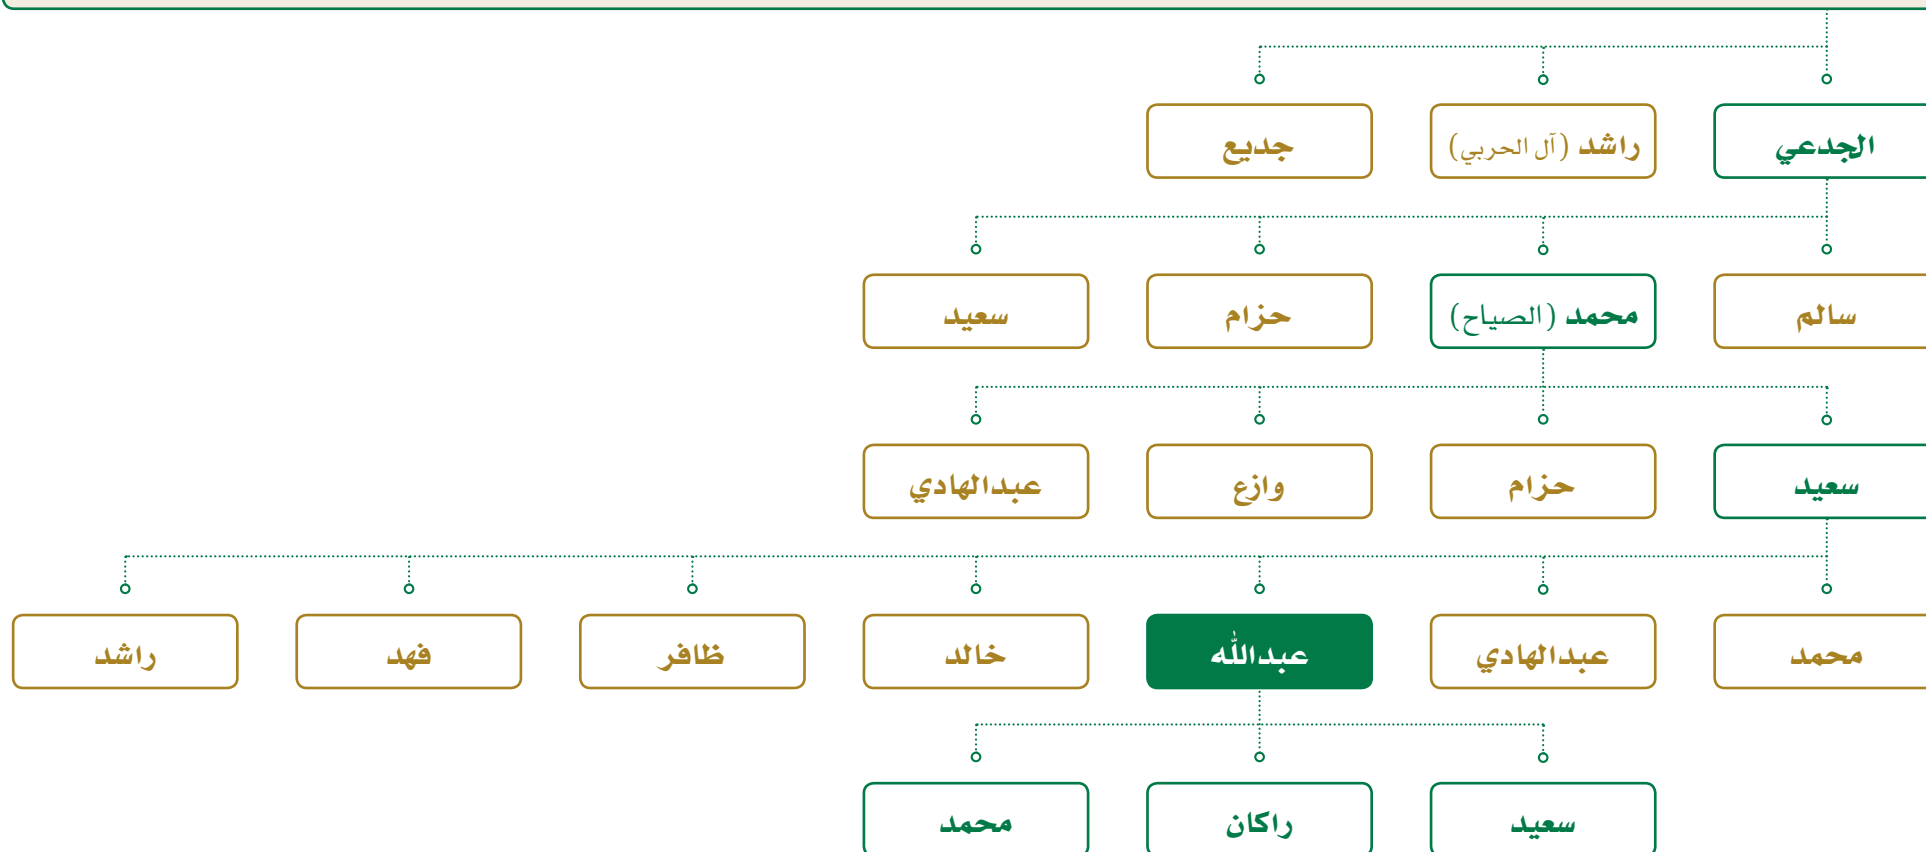 الجدعي
راشد (آل الحربي)
جديع
سالم
محمد (الصياح)
حزام
سعيد
سعيد
حزام
وازع
عبدالهادي
محمد
عبدالهادي
عبدالله
خالد
ظافر
فهد
راشد
سعيد
راكان
محمد